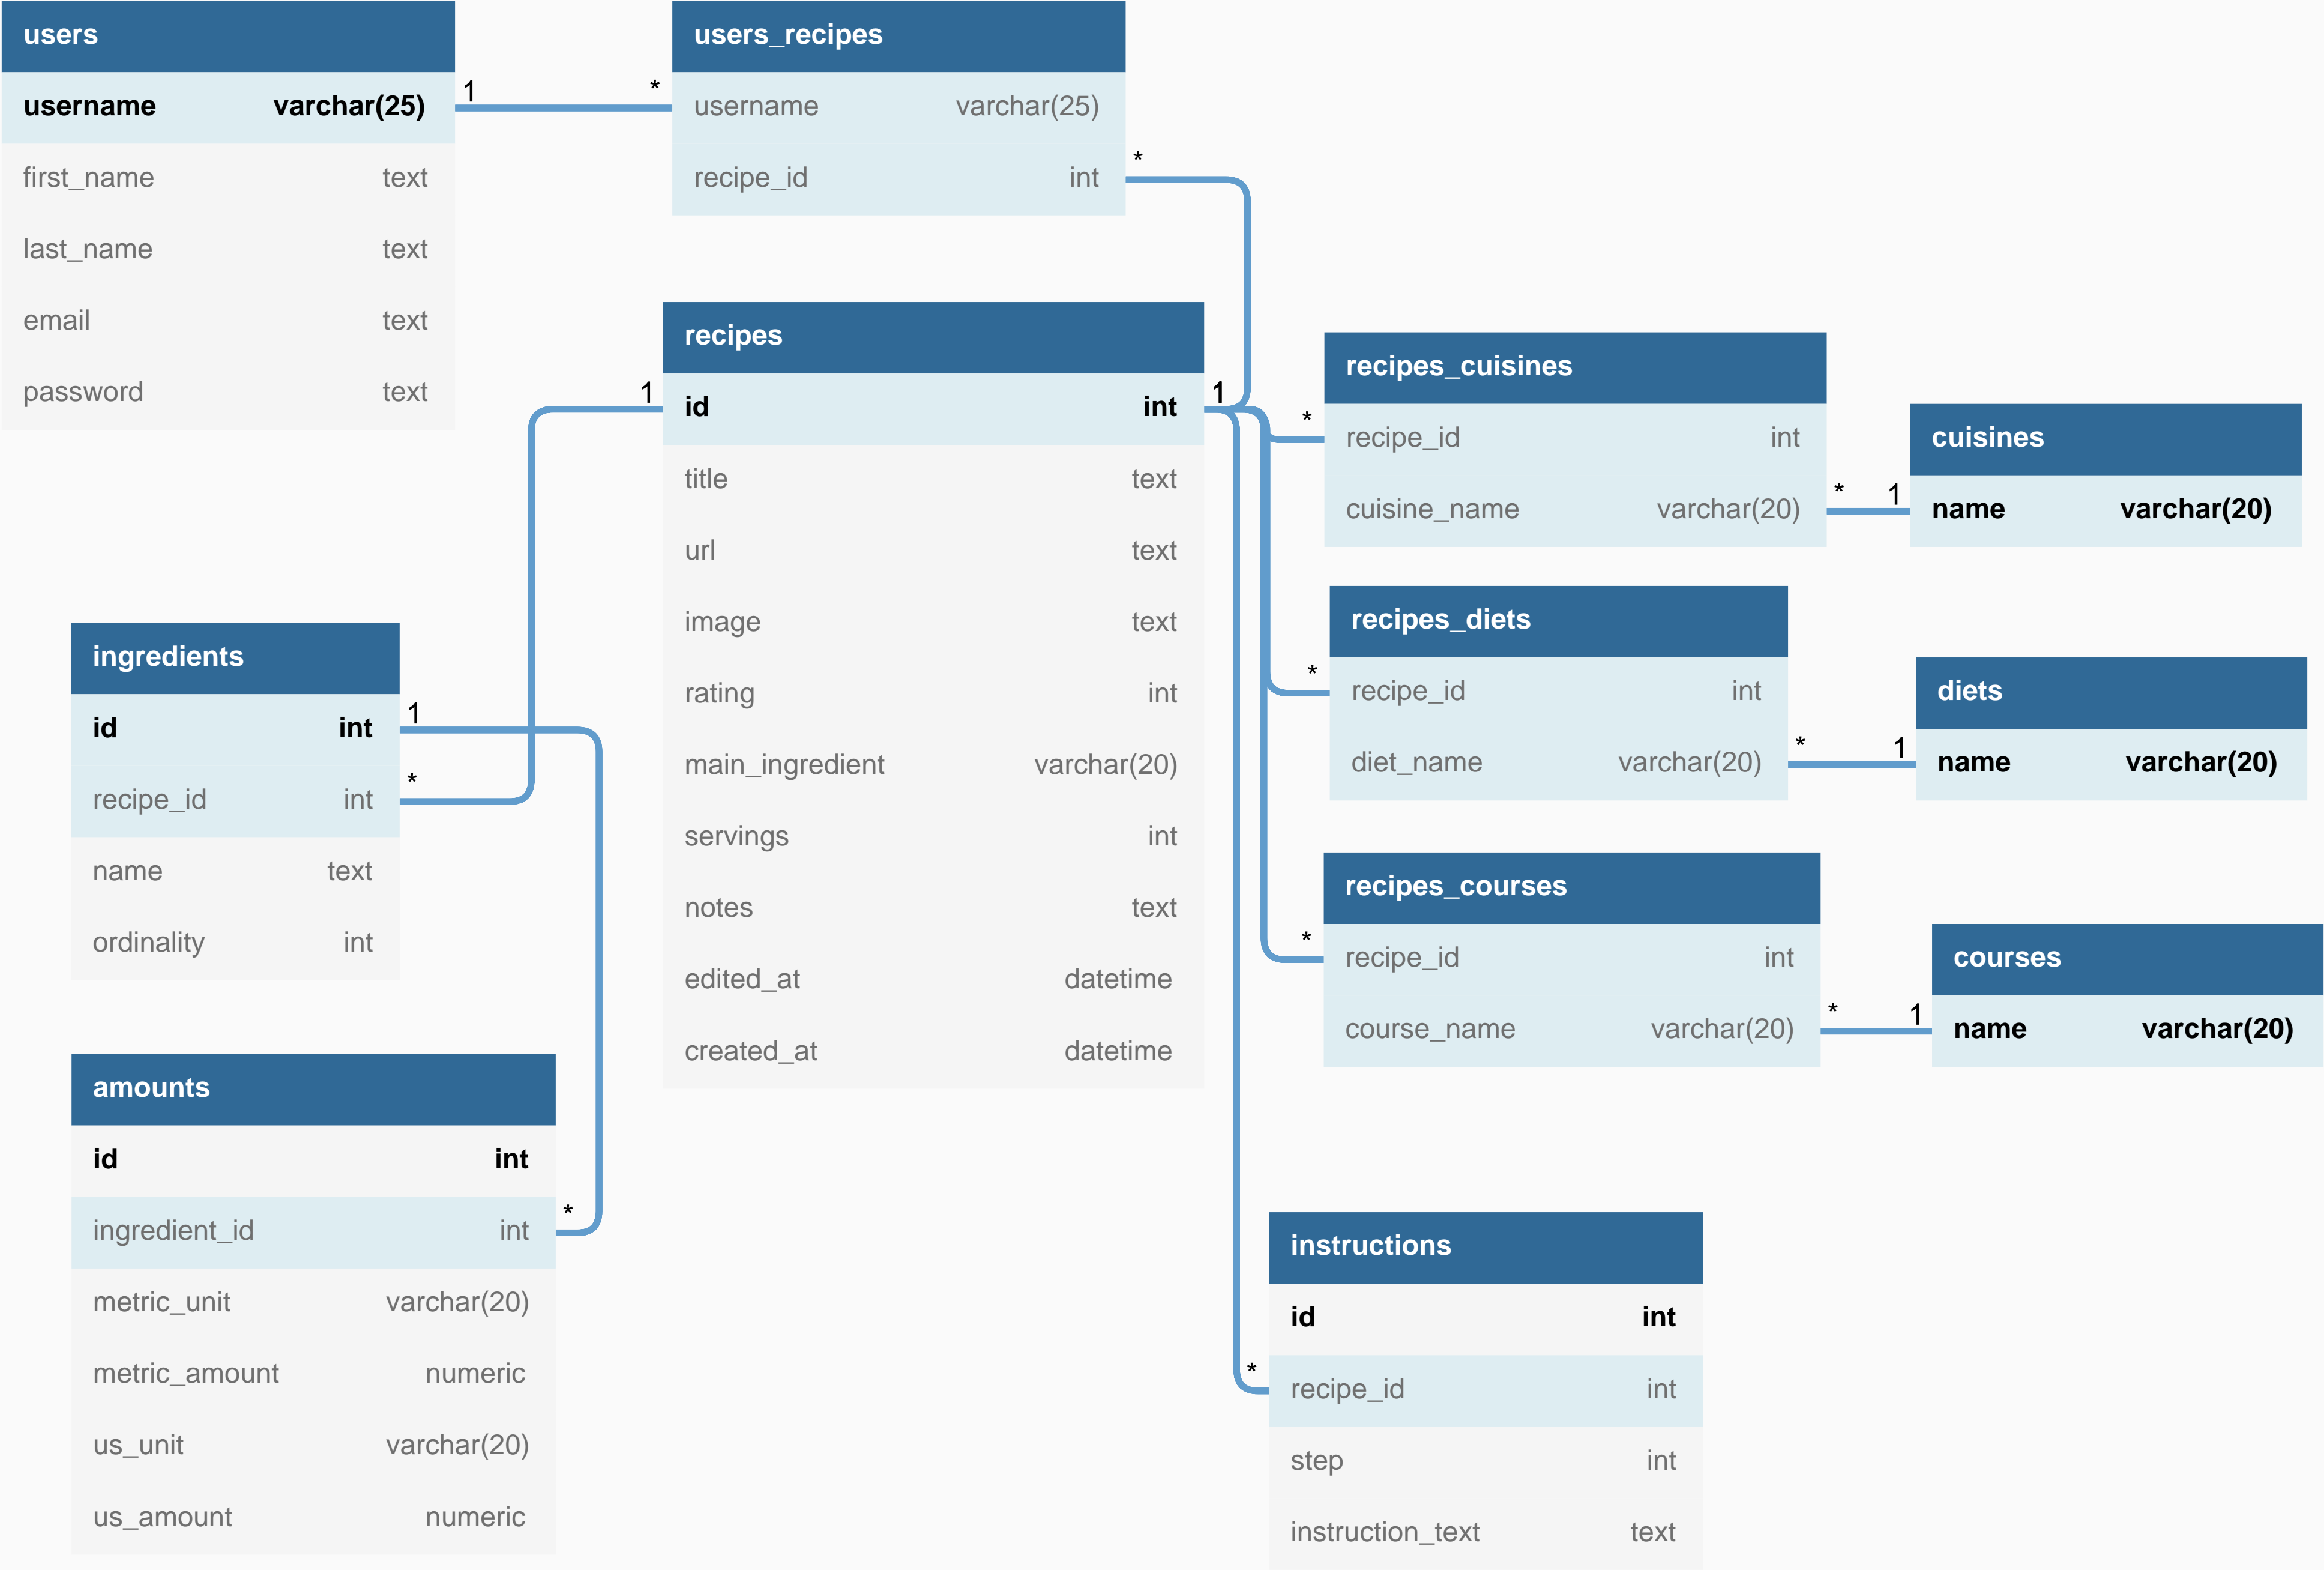 users
username varchar(25)
first_name text
last_name text
email text
password text
1 *
users_recipes
username varchar(25)
recipe_id int
*
recipes
1 id int 1
title text
url text
image text
rating int
main_ingredient varchar(20)
servings int
notes text
edited_at datetime
created_at datetime
recipes_cuisines
* recipe_id int
cuisine_name varchar(20)
* 1
cuisines
name varchar(20)
recipes_diets
* recipe_id int
diet_name varchar(20)
* 1
diets
name varchar(20)
recipes_courses
* recipe_id int
course_name varchar(20)
* 1
courses
name varchar(20)
ingredients
id int 1
recipe_id int *
name text
ordinality int
amounts
id int
ingredient_id int *
metric_unit varchar(20)
metric_amount numeric
us_unit varchar(20)
us_amount numeric
instructions
id int
* recipe_id int
step int
instruction_text text